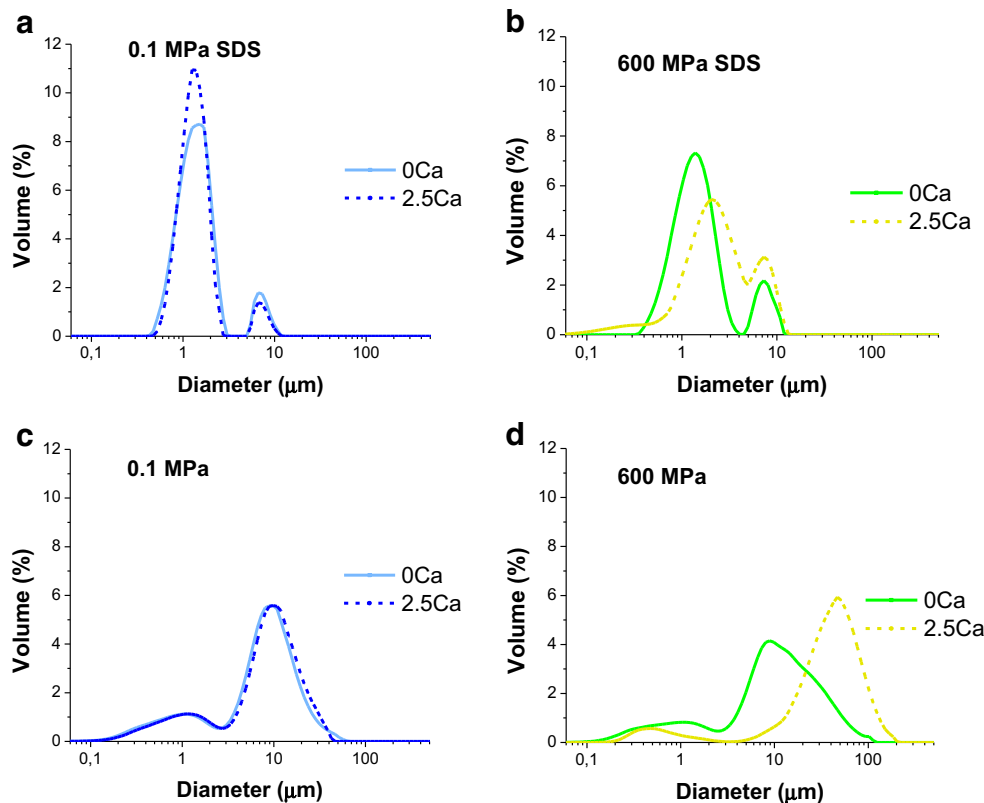 a
0.1 MPa SDS
12
10
8
6
4
2
0
Volume (%)
0,1
1
10
100
Diameter (μm)
0Ca
2.5Ca
b
600 MPa SDS
12
10
8
6
4
2
0
Volume (%)
0,1
1
10
100
Diameter (μm)
0Ca
2.5Ca
c
0.1 MPa
12
10
8
6
4
2
0
Volume (%)
0,1
1
10
100
Diameter (μm)
0Ca
2.5Ca
d
600 MPa
12
10
8
6
4
2
0
Volume (%)
0,1
1
10
100
Diameter (μm)
0Ca
2.5Ca